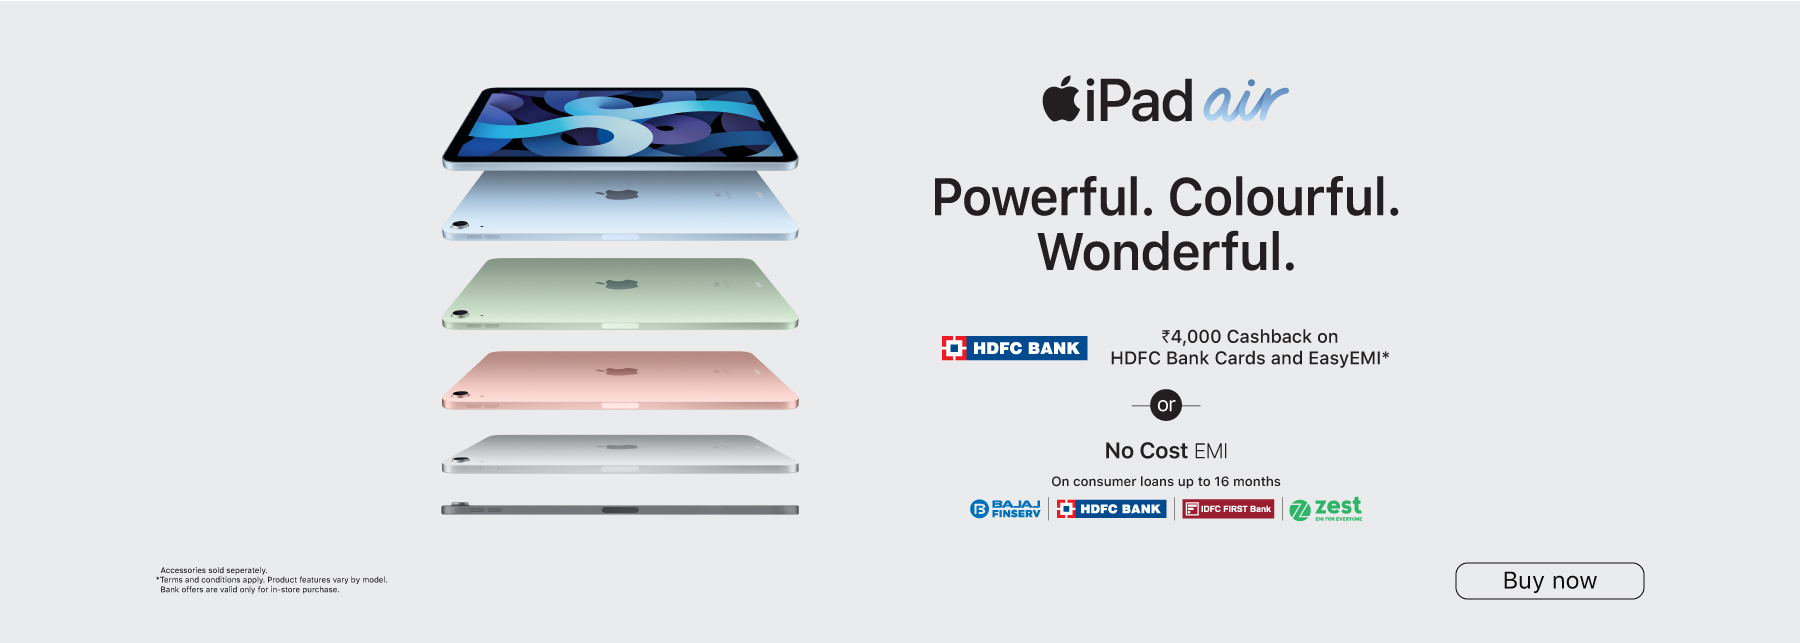 iPad air
Powerful. Colourful.
Wonderful.
HDFC BANK
₹4,000 Cashback on
HDFC Bank Cards and EasyEMI*
or
No Cost EMI
On consumer loans up to 16 months
BAJAJ
FINSERV
HDFC BANK
IDFC FIRST Bank
zest
EMI FOR EVERYONE
Accessories sold seperately.
*Terms and conditions apply. Product features vary by model.
Bank offers are valid only for in-store purchase.
Buy now